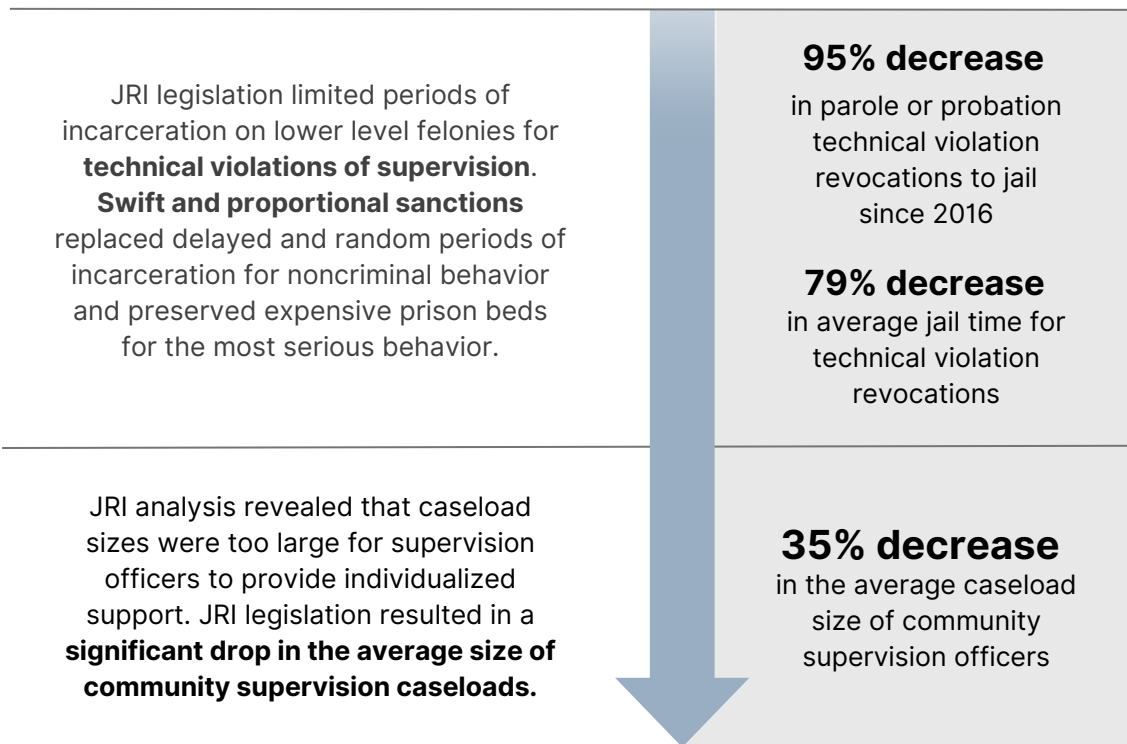 JRI legislation limited periods of
incarceration on lower level felonies for
technical violations of supervision.
Swift and proportional sanctions
replaced delayed and random periods of
incarceration for noncriminal behavior
and preserved expensive prison beds
for the most serious behavior.
95% decrease
in parole or probation
technical violation
revocations to jail
since 2016
79% decrease
in average jail time for
technical violation
revocations
JRI analysis revealed that caseload
sizes were too large for supervision
officers to provide individualized
support. JRI legislation resulted in a
significant drop in the average size of
community supervision caseloads.
35% decrease
in the average caseload
size of community
supervision officers